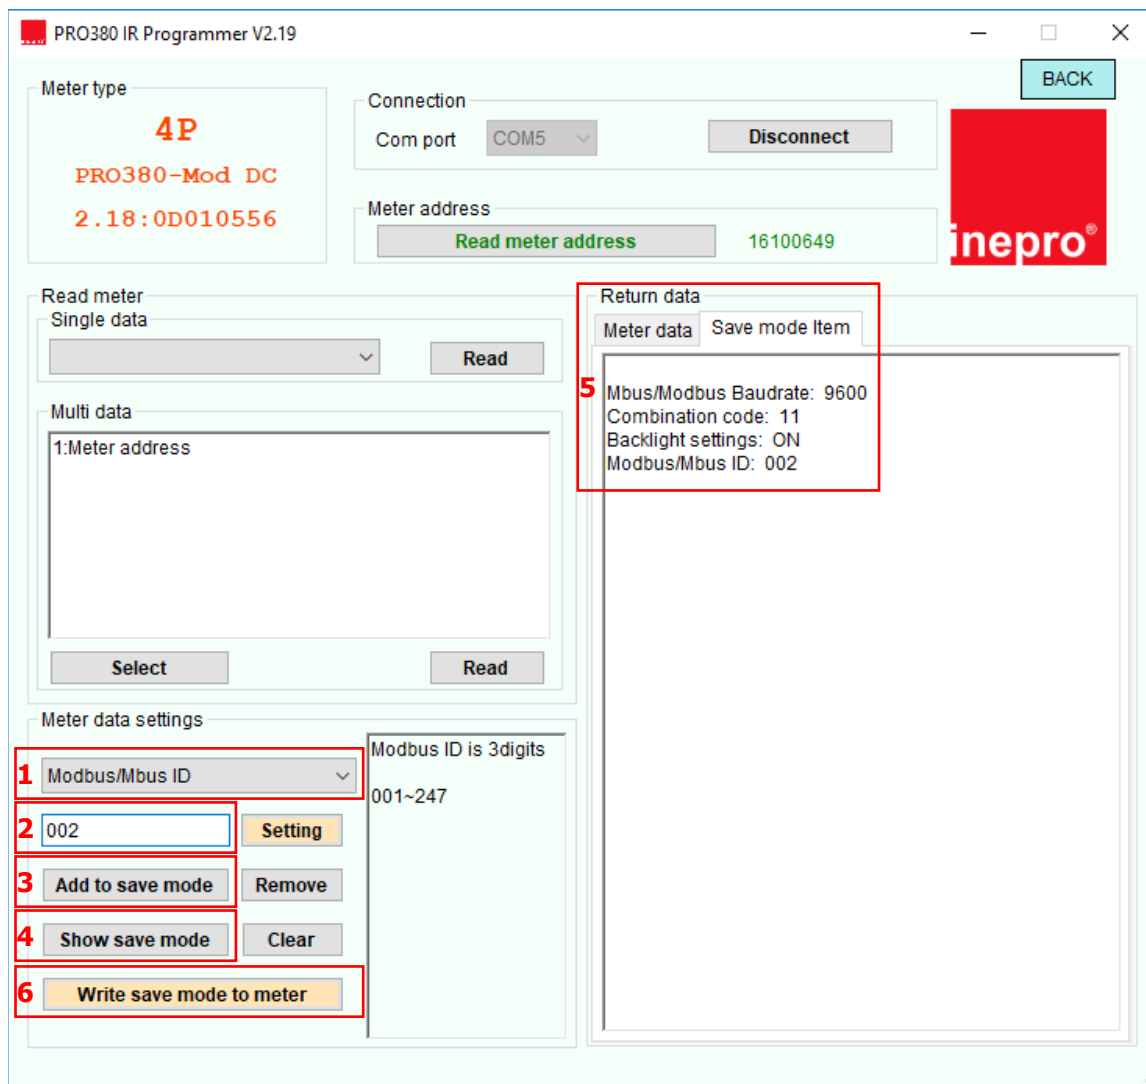 PRO380 IR Programmer V2.19
BACK
Meter type
4P
PRO380-Mod DC
2.18:0D010556
Connection
Com port COM5 Disconnect
Meter address
Read meter address 16100649
inepro®
Read meter
Single data
Read
Multi data
1:Meter address
Select Read
Return data
Meter data Save mode Item
5
Mbus/Modbus Baudrate: 9600
Combination code: 11
Backlight settings: ON
Modbus/Mbus ID: 002
Meter data settings
1 Modbus/Mbus ID
2 002 Setting
3 Add to save mode Remove
4 Show save mode Clear
6 Write save mode to meter
Modbus ID is 3digits
001~247